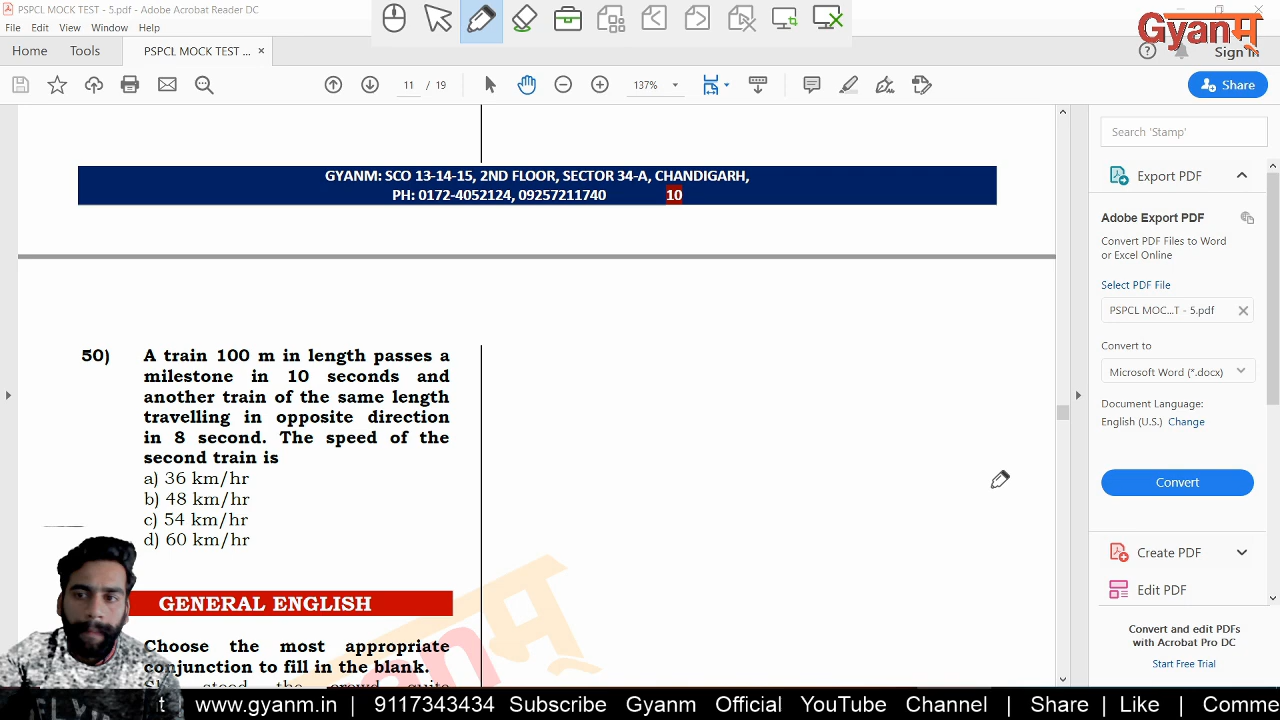 PSPCL MOCK TEST - 5.pdf - Adobe Acrobat Reader DC
File Edit View Window Help
Home Tools PSPCL MOCK TEST ... ×
Gyanम्
Sign In
11 / 19 137% Share
GYANM: SCO 13-14-15, 2ND FLOOR, SECTOR 34-A, CHANDIGARH,
PH: 0172-4052124, 09257211740 10
50) A train 100 m in length passes a
milestone in 10 seconds and
another train of the same length
travelling in opposite direction
in 8 second. The speed of the
second train is
a) 36 km/hr
b) 48 km/hr
c) 54 km/hr
d) 60 km/hr
GENERAL ENGLISH
Choose the most appropriate
conjunction to fill in the blank.
Search 'Stamp'
Export PDF
Adobe Export PDF
Convert PDF Files to Word
or Excel Online
Select PDF File
PSPCL MOC...T - 5.pdf
Convert to
Microsoft Word (*.docx)
Document Language:
English (U.S.) Change
Convert
Create PDF
Edit PDF
Convert and edit PDFs
with Acrobat Pro DC
Start Free Trial
www.gyanm.in | 9117343434 Subscribe Gyanm Official YouTube Channel | Share | Like | Comme